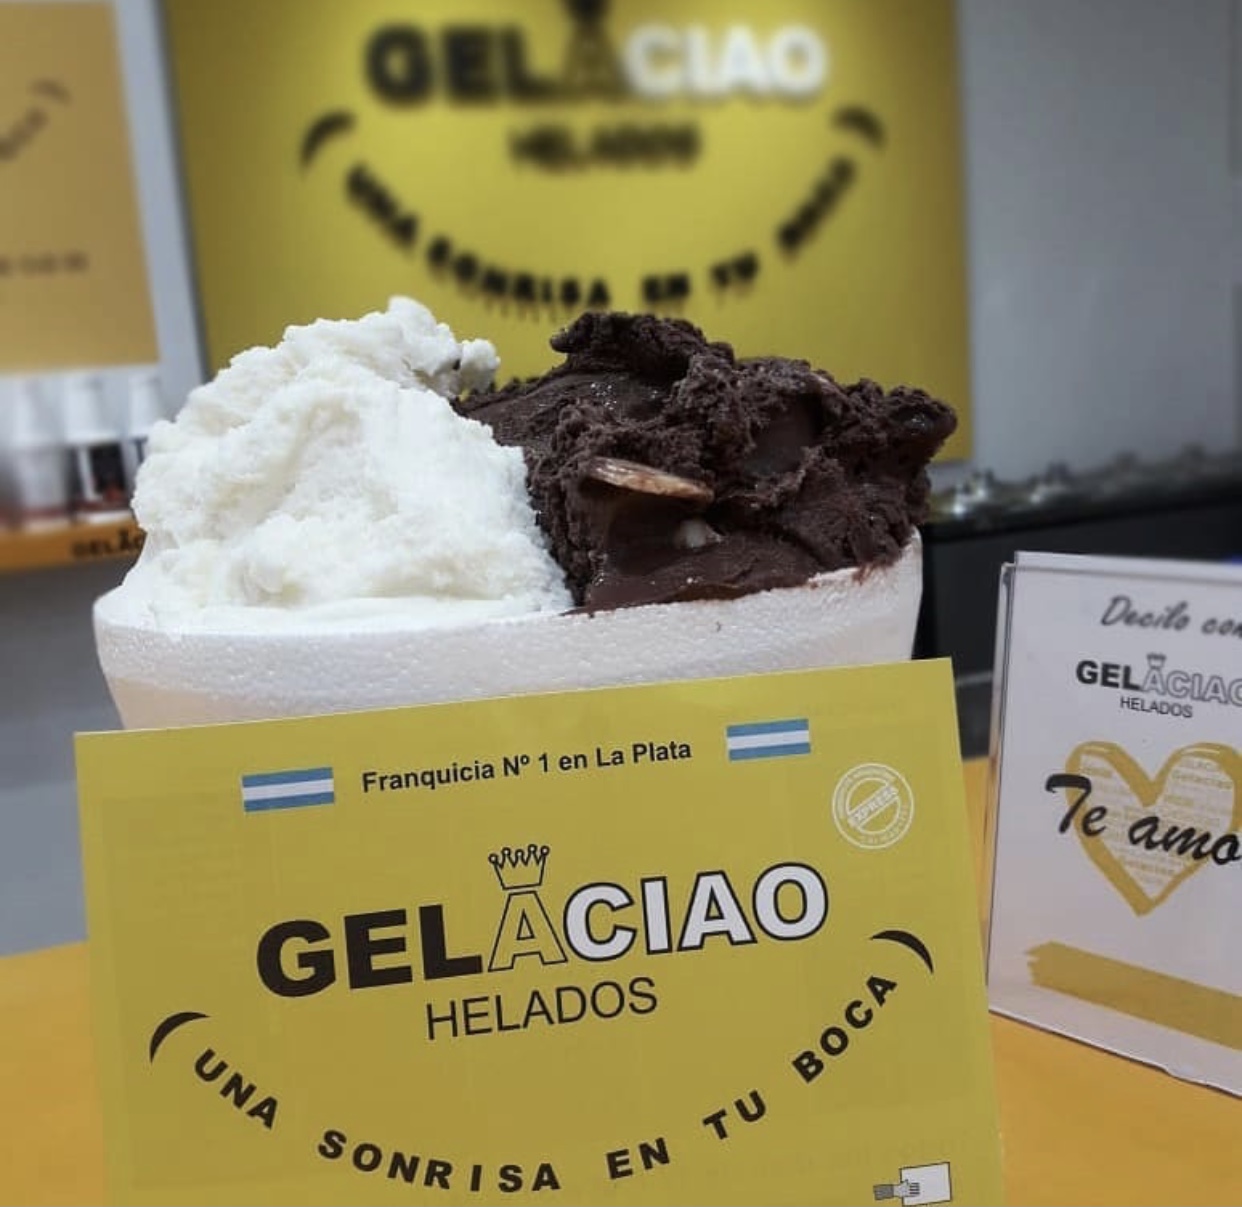 GELACIAO
HELADOS
UNA SONRISA EN TU BOCA
Franquicia Nº 1 en La Plata
EXPRESS
GELACIAO
HELADOS
UNA SONRISA EN TU BOCA
Decilo con
GELACIAO
HELADOS
Te amo